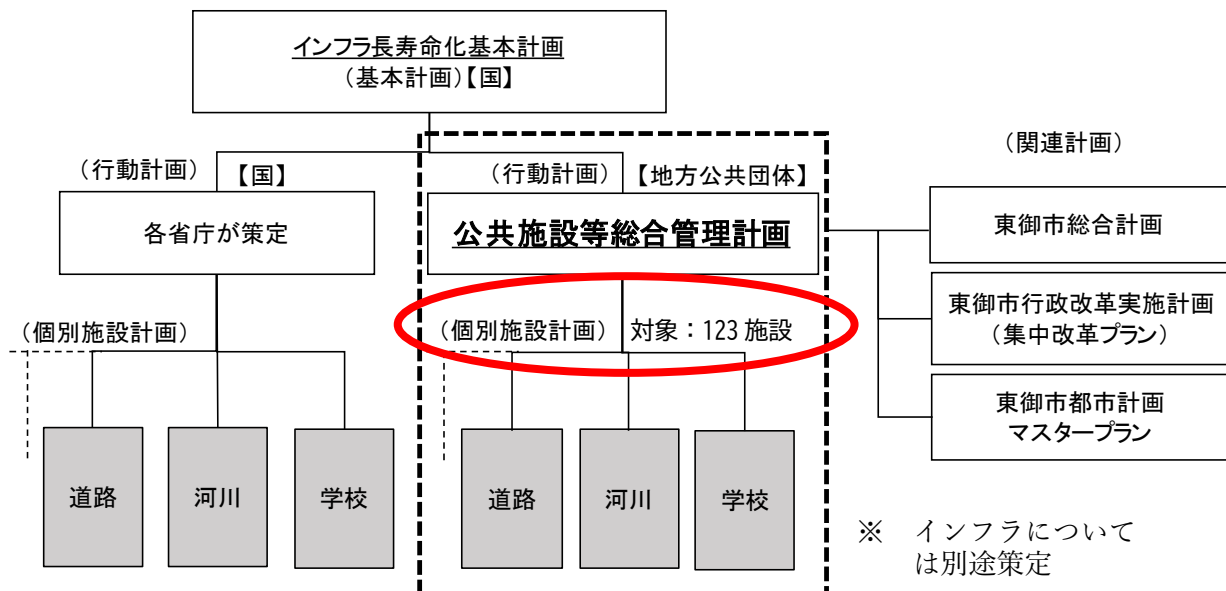 インフラ長寿命化基本計画
（基本計画）【国】
（行動計画）
【国】
各省庁が策定
（個別施設計画）
道路
河川
学校
（行動計画）
【地方公共団体】
公共施設等総合管理計画
（個別施設計画）
対象：123 施設
道路
河川
学校
（関連計画）
東御市総合計画
東御市行政改革実施計画
（集中改革プラン）
東御市都市計画
マスタープラン
※　インフラについて
は別途策定